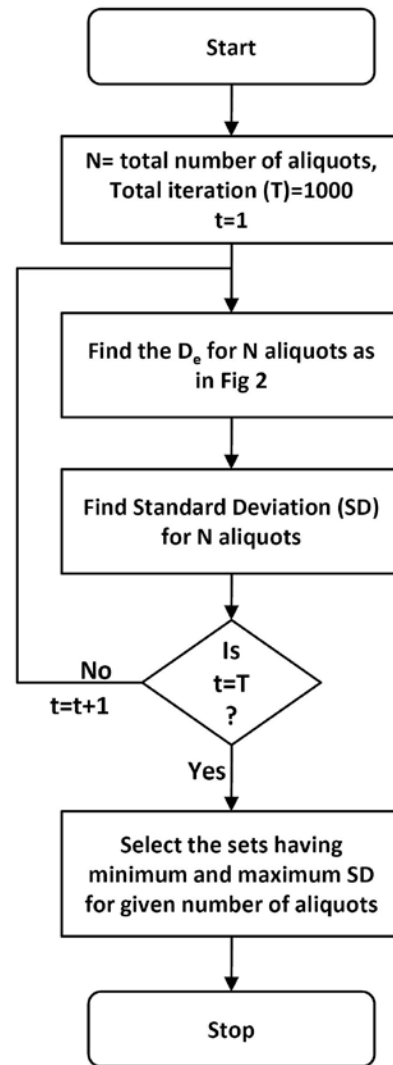 Start
N= total number of aliquots,
Total iteration (T)=1000
t=1
Find the Dₑ for N aliquots as
in Fig 2
Find Standard Deviation (SD)
for N aliquots
Is
t=T
?
No
t=t+1
Yes
Select the sets having
minimum and maximum SD
for given number of aliquots
Stop